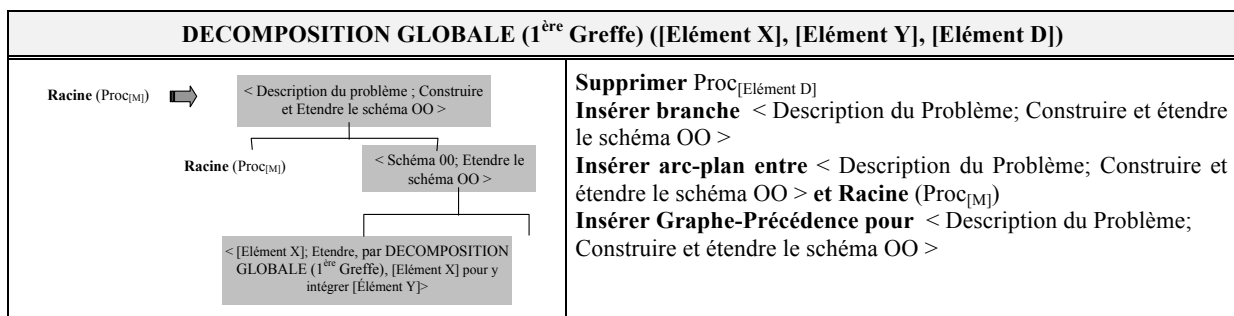 DECOMPOSITION GLOBALE (1ère Greffe) ([Elément X], [Elément Y], [Elément D])
Racine (Proc[M])
< Description du problème ; Construire
et Etendre le schéma OO >
Racine (Proc[M])
< Schéma 00; Etendre le
schéma OO >
< [Elément X]; Etendre, par DECOMPOSITION
GLOBALE (1ère Greffe), [Elément X] pour y
intégrer [Élément Y]>
Supprimer Proc[Elément D]
Insérer branche < Description du Problème; Construire et étendre
le schéma OO >
Insérer arc-plan entre < Description du Problème; Construire et
étendre le schéma OO > et Racine (Proc[M])
Insérer Graphe-Précédence pour < Description du Problème;
Construire et étendre le schéma OO >